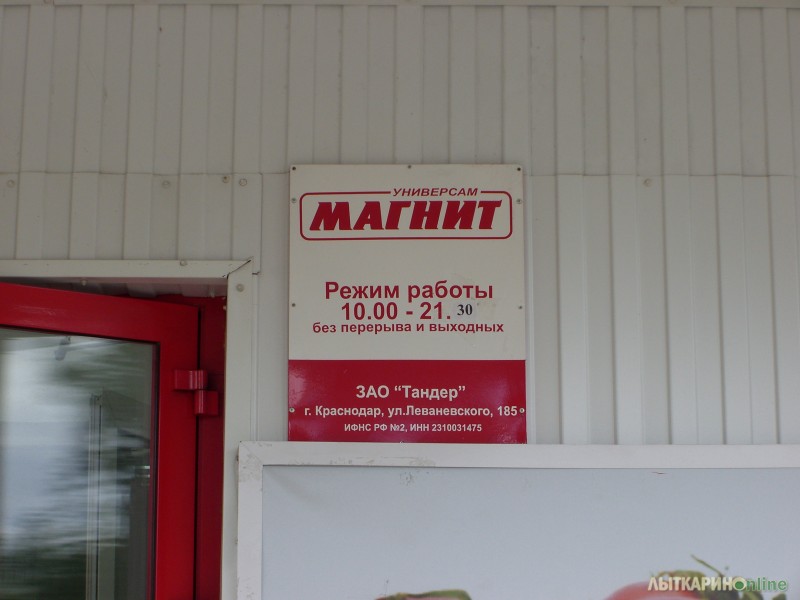 УНИВЕРСАМ
МАГНИТ
Режим работы
10.00 - 21. 30
без перерыва и выходных
ЗАО “Тандер”
г. Краснодар, ул.Леваневского, 185
ИФНС РФ №2, ИНН 2310031475
ЛЫТКАРИНОonline